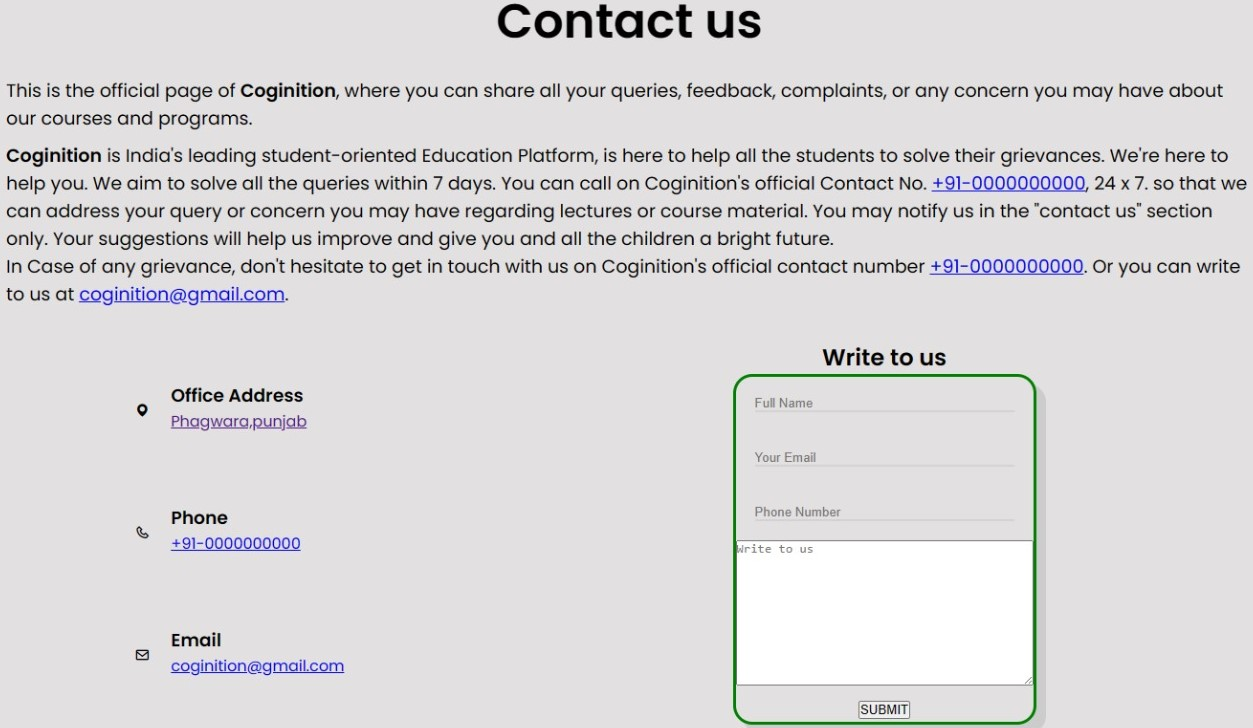 Contact us
This is the official page of Coginition, where you can share all your queries, feedback, complaints, or any concern you may have about
our courses and programs.
Coginition is India's leading student-oriented Education Platform, is here to help all the students to solve their grievances. We're here to
help you. We aim to solve all the queries within 7 days. You can call on Coginition's official Contact No. +91-0000000000, 24 x 7. so that we
can address your query or concern you may have regarding lectures or course material. You may notify us in the "contact us" section
only. Your suggestions will help us improve and give you and all the children a bright future.
In Case of any grievance, don't hesitate to get in touch with us on Coginition's official contact number +91-0000000000. Or you can write
to us at coginition@gmail.com.
Office Address
Phagwara,punjab
Phone
+91-0000000000
Email
coginition@gmail.com
Write to us
Full Name
Your Email
Phone Number
Write to us
SUBMIT